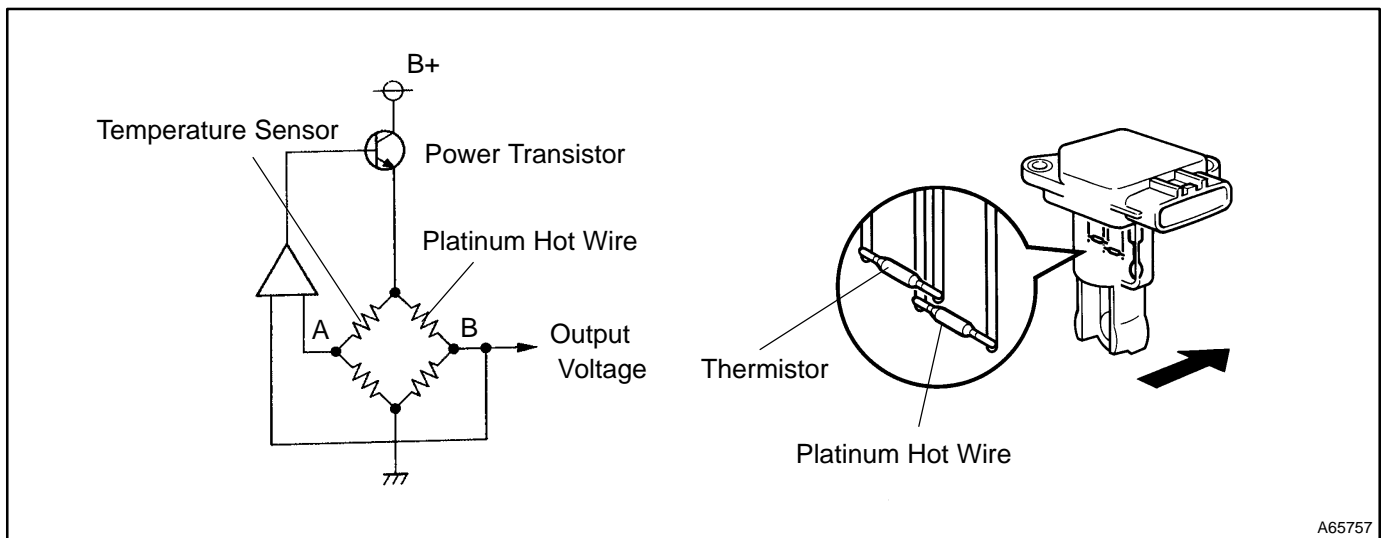 B+
Temperature Sensor
Power Transistor
Platinum Hot Wire
A
B
Output
Voltage
Thermistor
Platinum Hot Wire
A65757